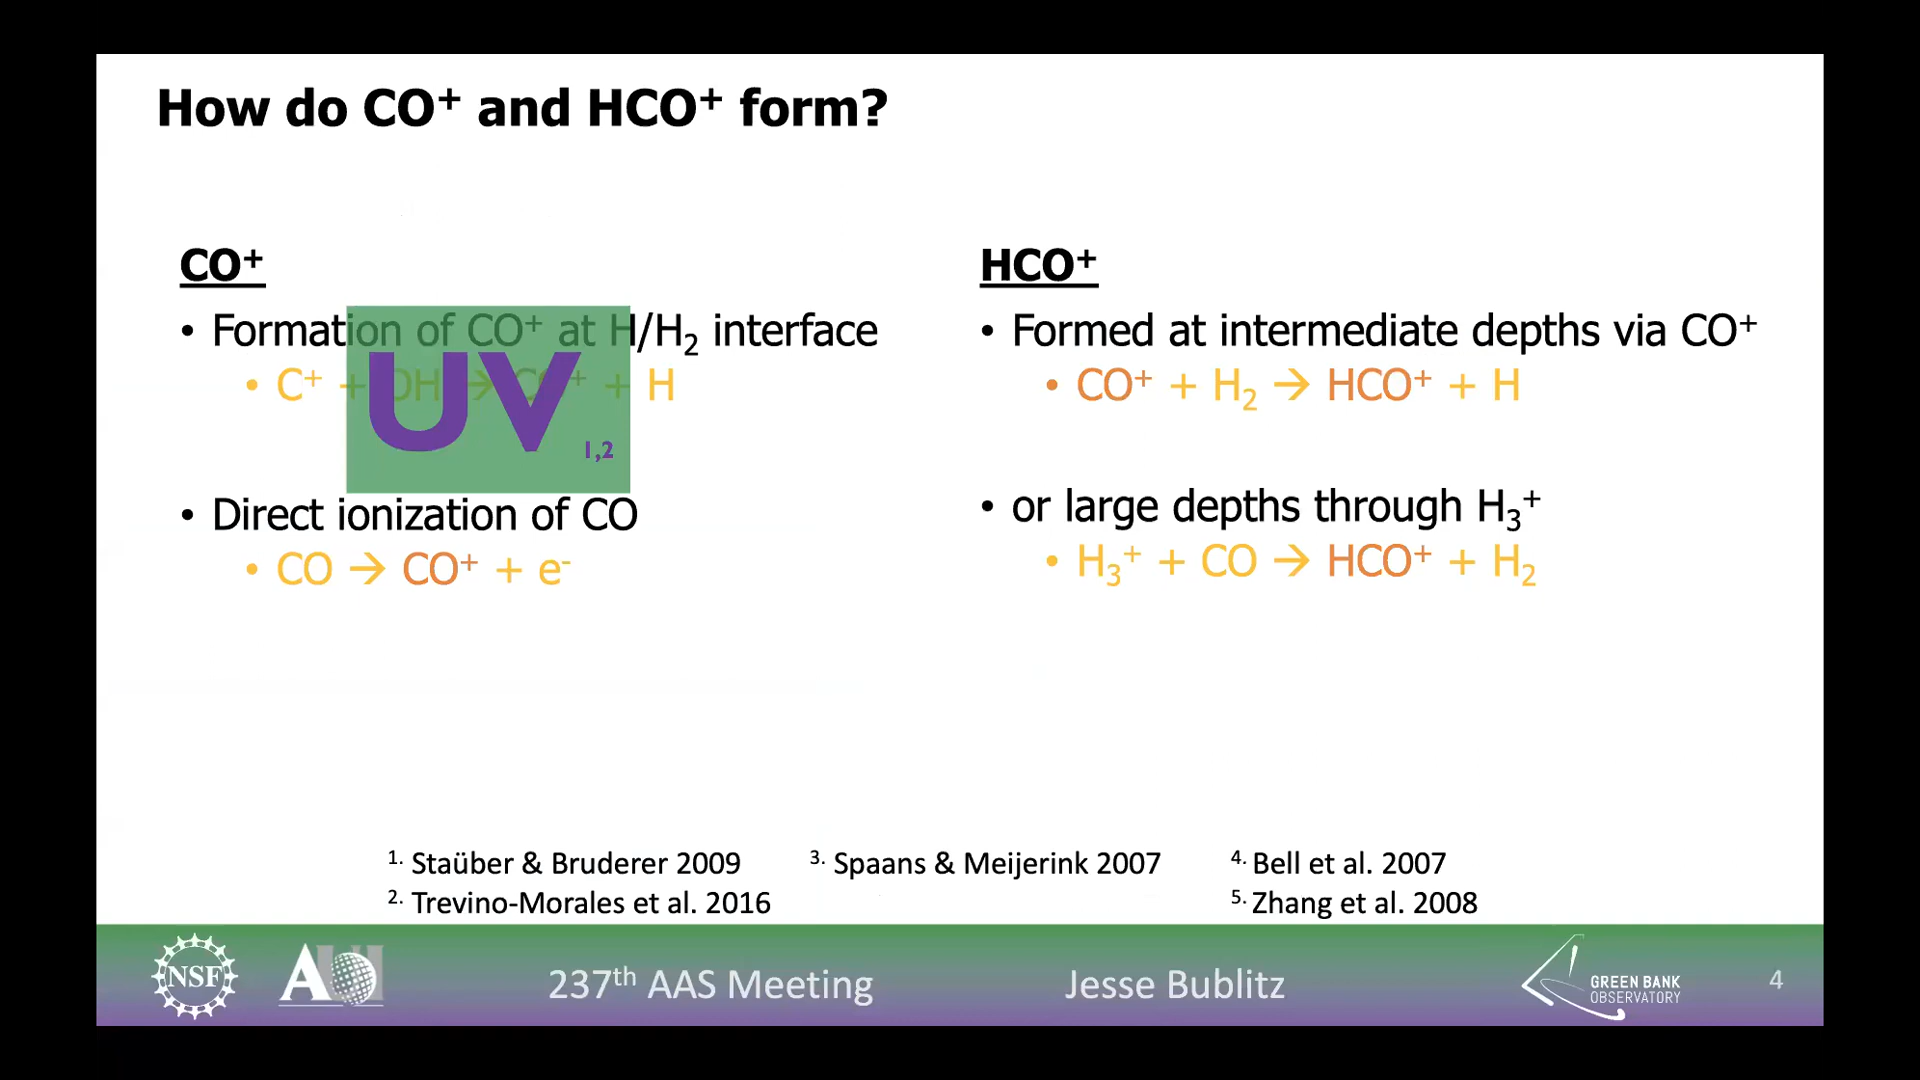 How do CO⁺ and HCO⁺ form?
CO⁺
• Formation of CO⁺ at H/H₂ interface
• C⁺ + OH → CO⁺ + H
UV 1,2
• Direct ionization of CO
• CO → CO⁺ + e⁻
HCO⁺
• Formed at intermediate depths via CO⁺
• CO⁺ + H₂ → HCO⁺ + H
• or large depths through H₃⁺
• H₃⁺ + CO → HCO⁺ + H₂
1. Staüber & Bruderer 2009
2. Trevino-Morales et al. 2016
3. Spaans & Meijerink 2007
4. Bell et al. 2007
5. Zhang et al. 2008
NSF
AUI
237th AAS Meeting
Jesse Bublitz
GREEN BANK
OBSERVATORY
4